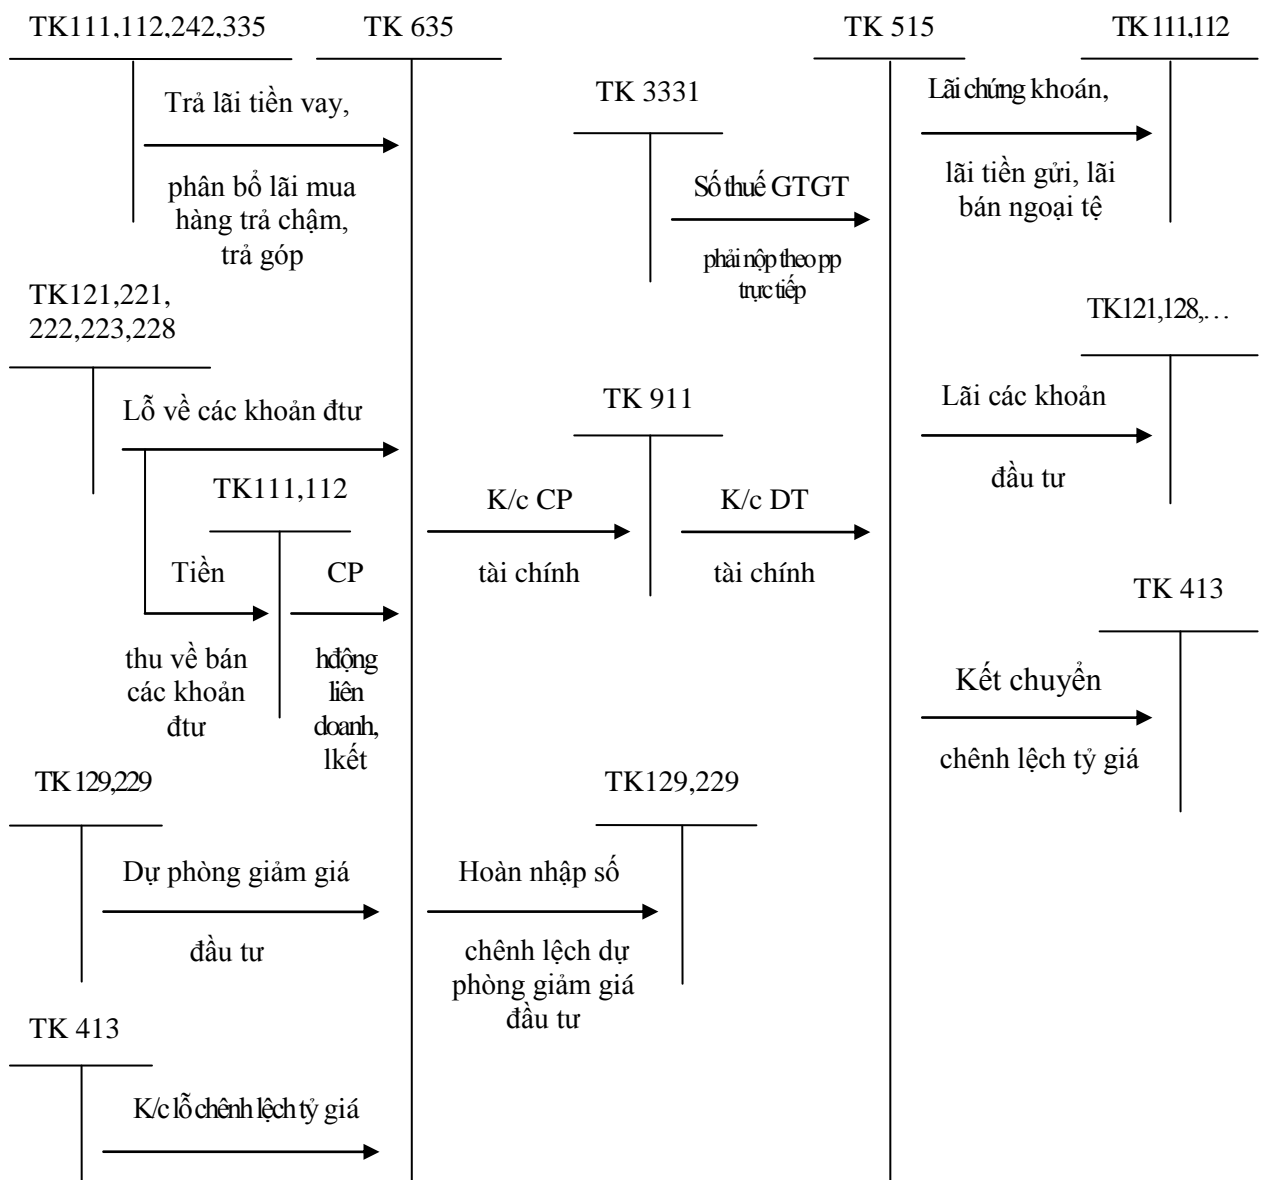 TK111,112,242,335
TK 635
TK 515
TK111,112
Trả lãi tiền vay,
phân bổ lãi mua
hàng trả chậm,
trả góp
TK 3331
Số thuế GTGT
phải nộp theo pp
trực tiếp
Lãi chứng khoán,
lãi tiền gửi, lãi
bán ngoại tệ
TK121,221,
222,223,228
Lỗ về các khoản đtư
TK111,112
Tiền
thu về bán
các khoản
đtư
CP
hđộng
liên
doanh,
lkết
TK 911
K/c CP
tài chính
K/c DT
tài chính
TK121,128,…
Lãi các khoản
đầu tư
TK 413
Kết chuyển
chênh lệch tỷ giá
TK 129,229
Dự phòng giảm giá
đầu tư
TK129,229
Hoàn nhập số
chênh lệch dự
phòng giảm giá
đầu tư
TK 413
K/c lỗ chênh lệch tỷ giá